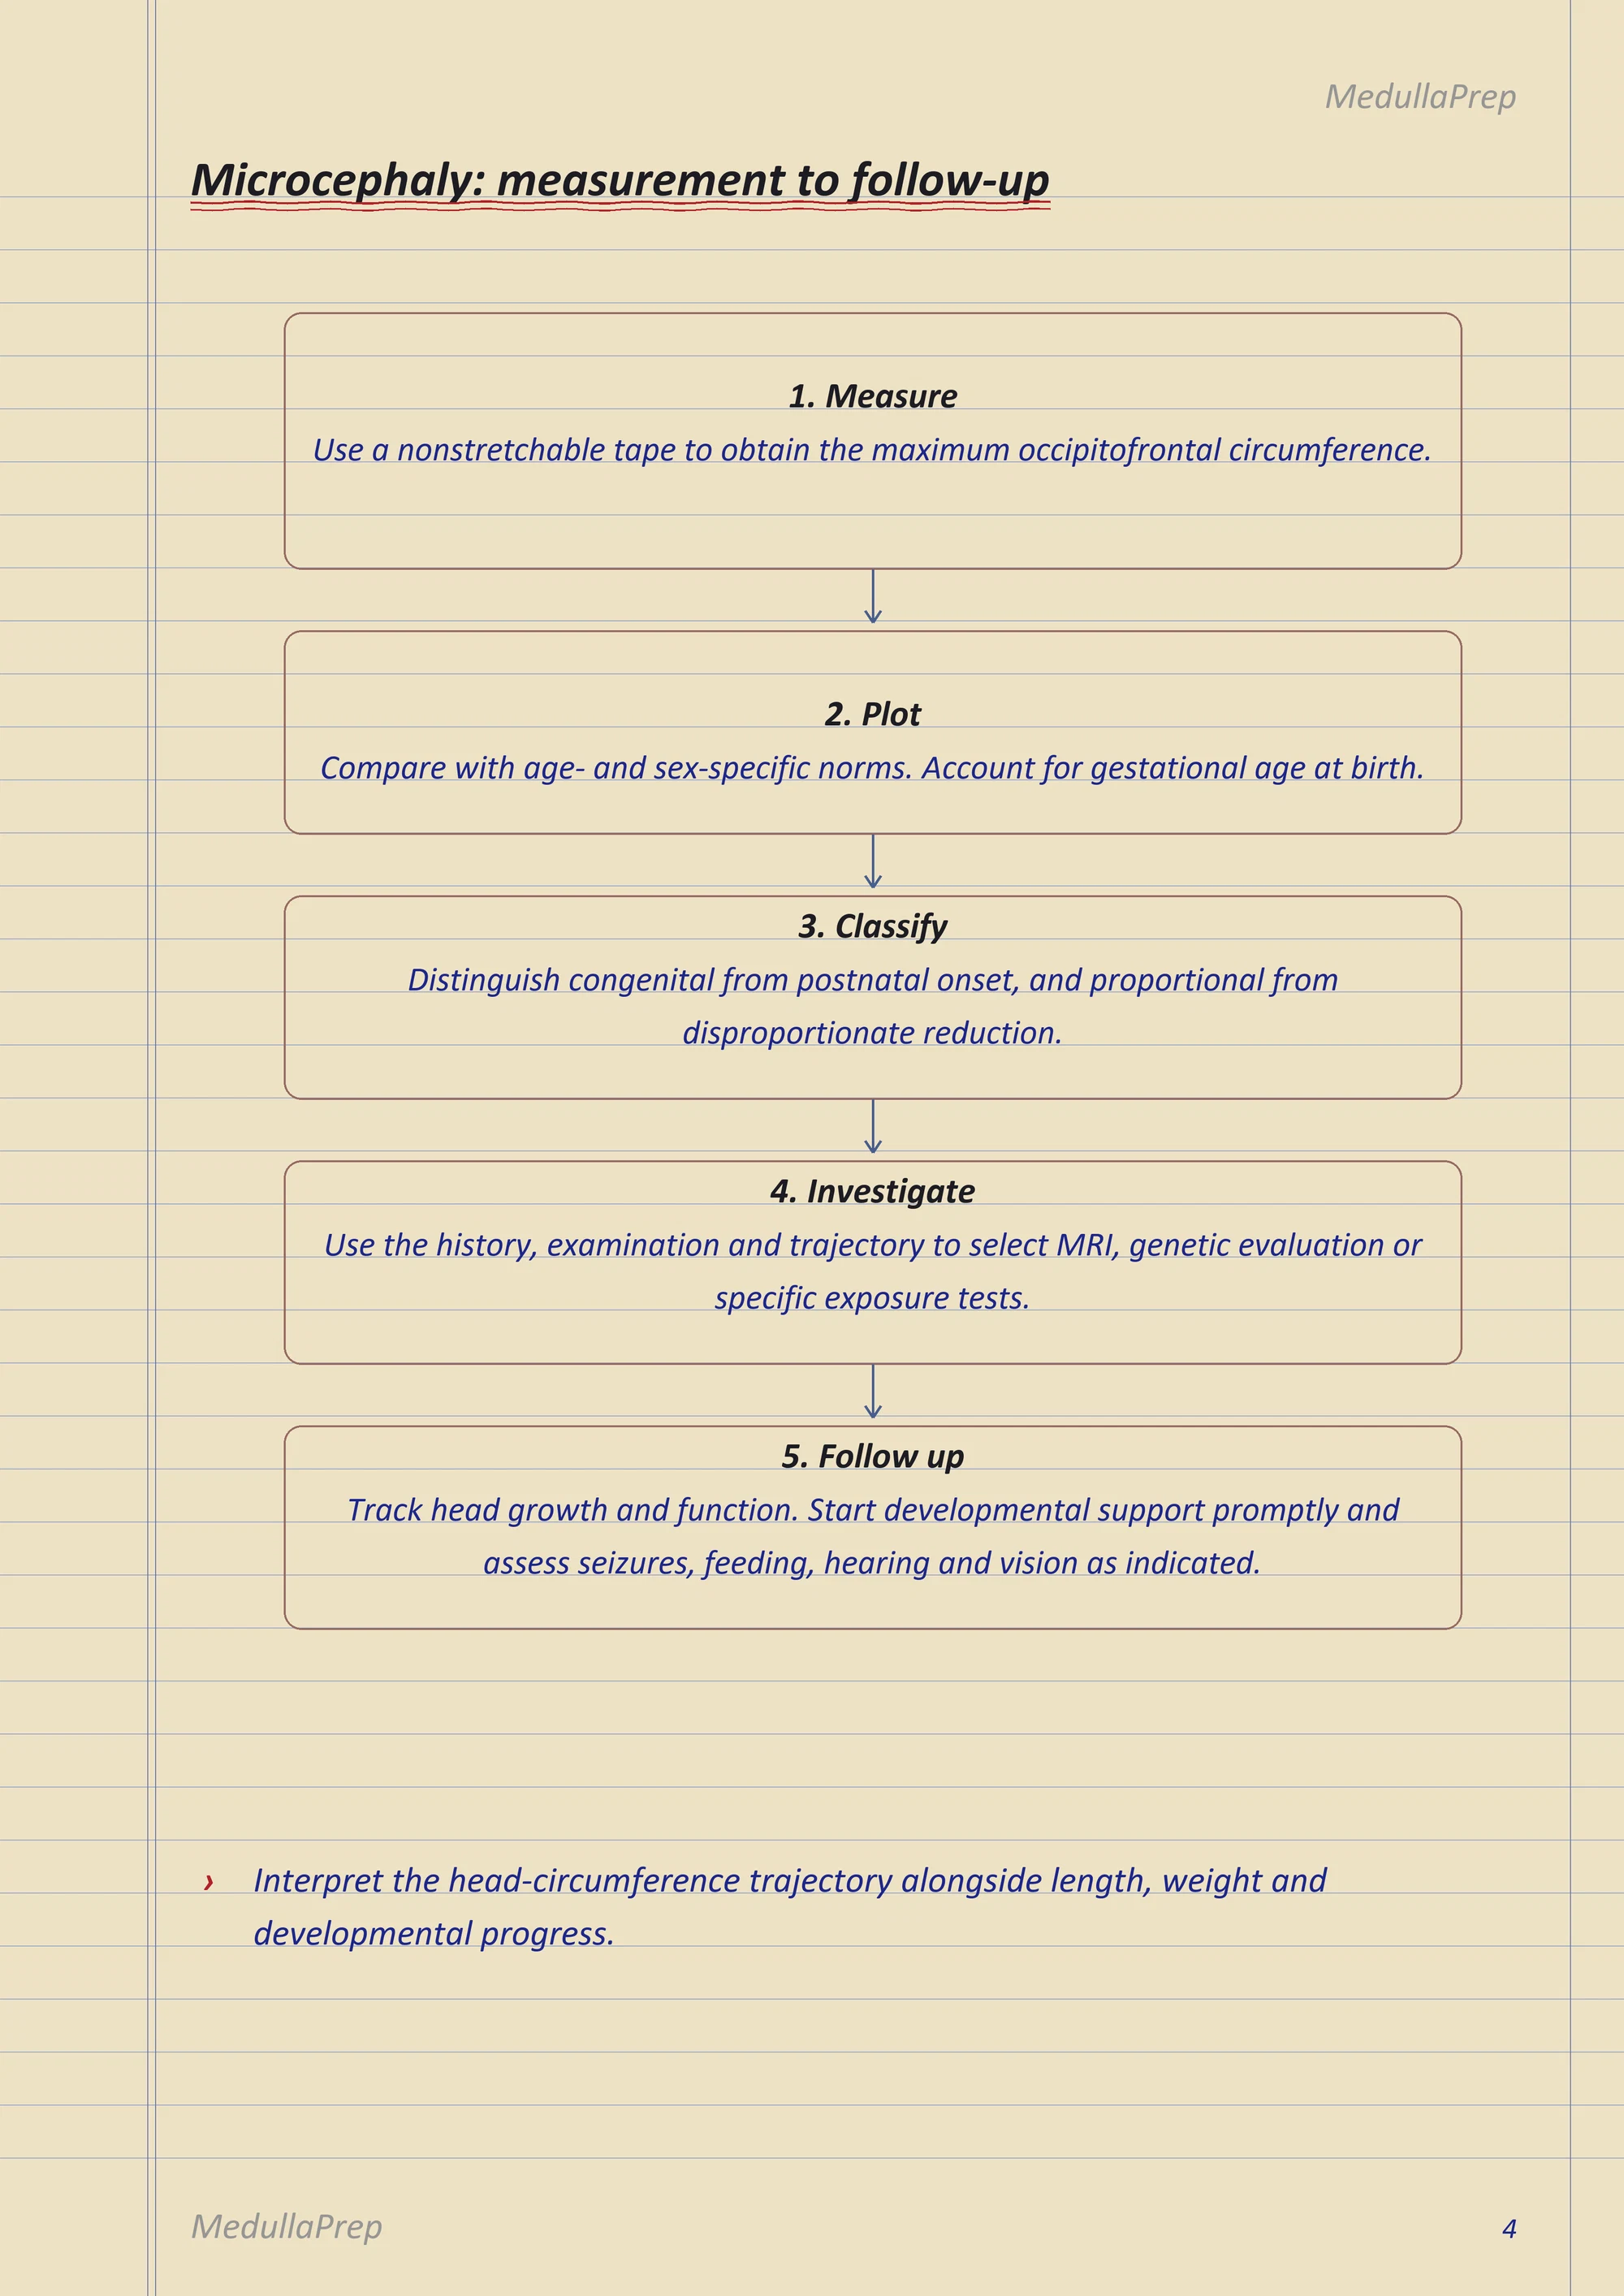 MedullaPrep
Microcephaly: measurement to follow-up
1. Measure
Use a nonstretchable tape to obtain the maximum occipitofrontal circumference.
2. Plot
Compare with age- and sex-specific norms. Account for gestational age at birth.
3. Classify
Distinguish congenital from postnatal onset, and proportional from
disproportionate reduction.
4. Investigate
Use the history, examination and trajectory to select MRI, genetic evaluation or
specific exposure tests.
5. Follow up
Track head growth and function. Start developmental support promptly and
assess seizures, feeding, hearing and vision as indicated.
› Interpret the head-circumference trajectory alongside length, weight and
developmental progress.
MedullaPrep
4